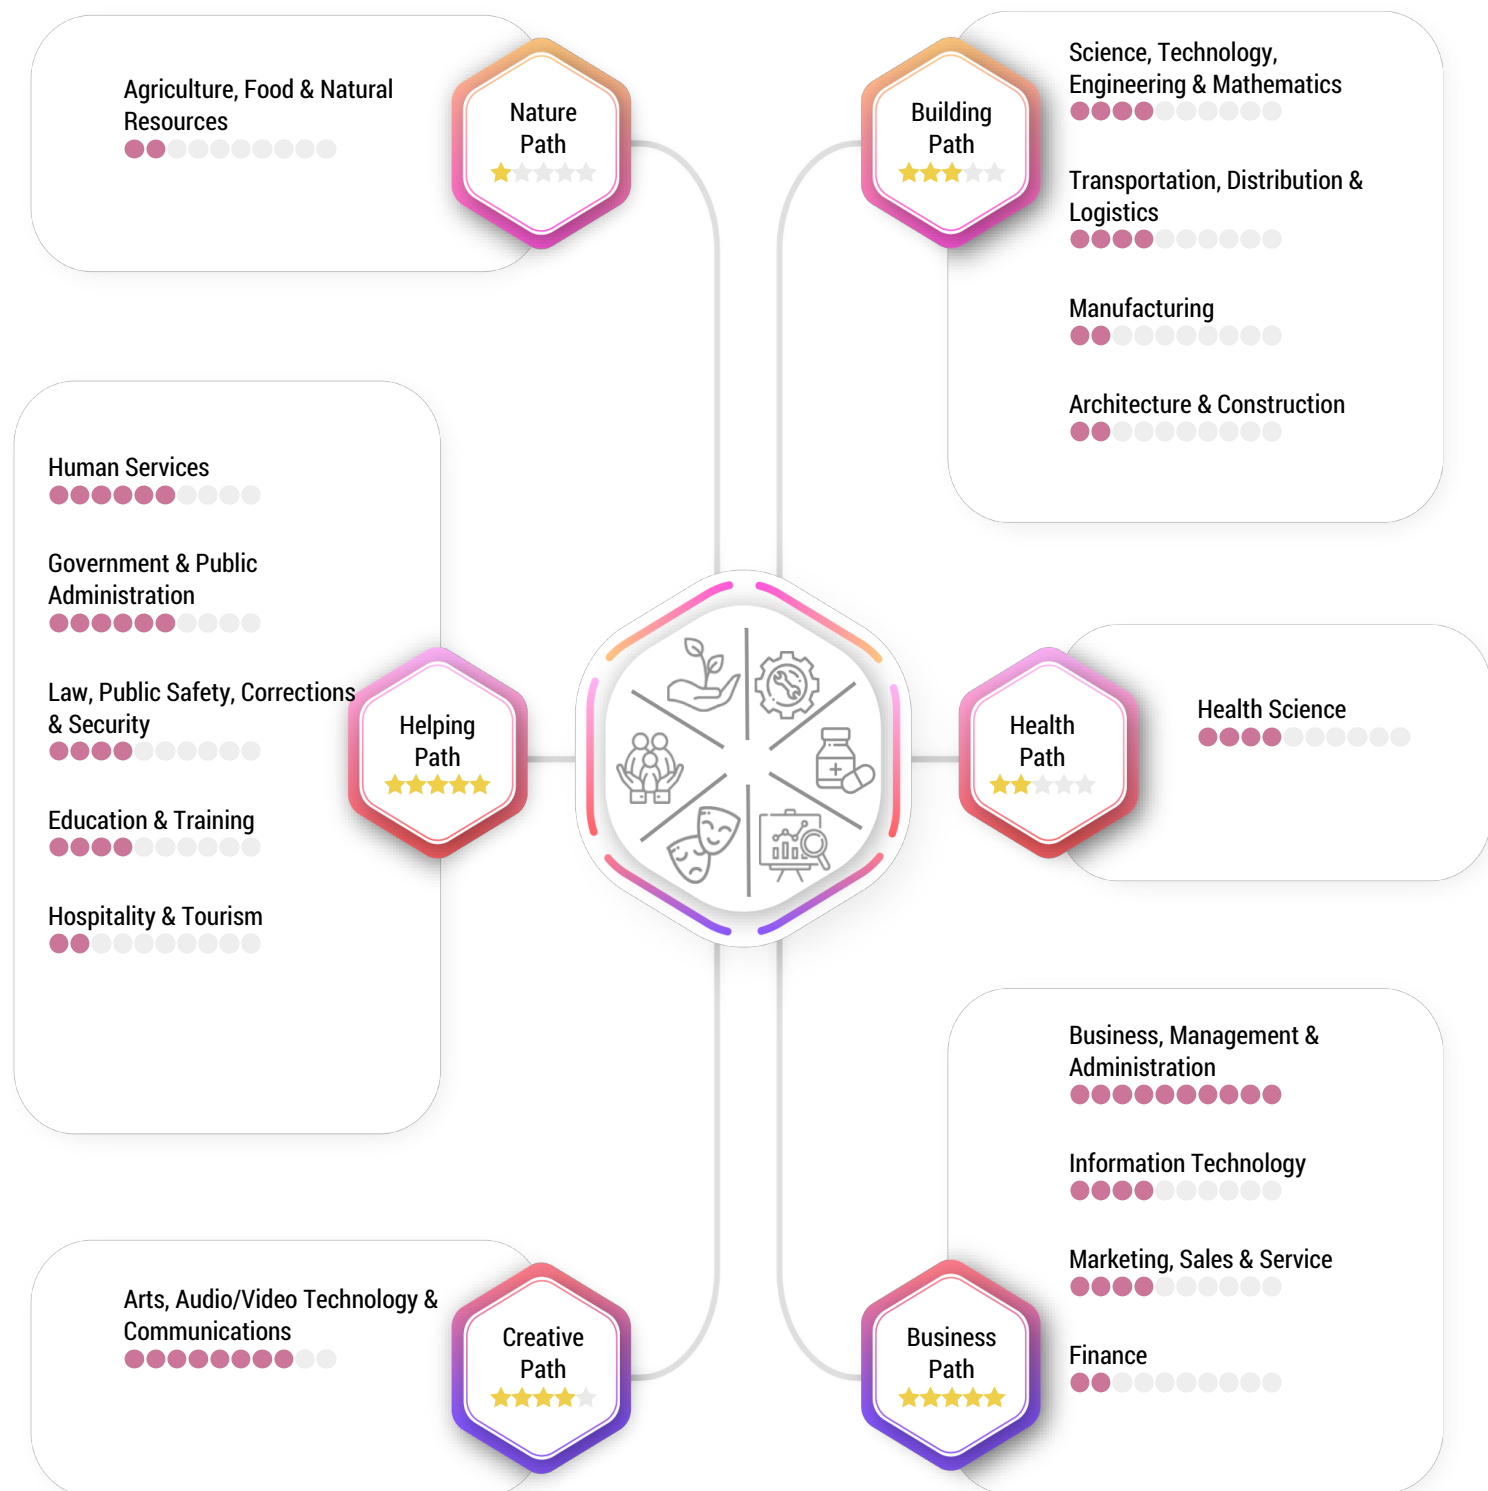 Agriculture, Food & Natural
Resources
Nature
Path
Building
Path
Science, Technology,
Engineering & Mathematics
Transportation, Distribution &
Logistics
Manufacturing
Architecture & Construction
Human Services
Government & Public
Administration
Law, Public Safety, Corrections
& Security
Education & Training
Hospitality & Tourism
Helping
Path
Health
Path
Health Science
Arts, Audio/Video Technology &
Communications
Creative
Path
Business
Path
Business, Management &
Administration
Information Technology
Marketing, Sales & Service
Finance